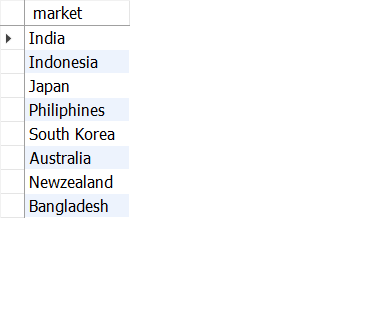 market
India
Indonesia
Japan
Philiphines
South Korea
Australia
Newzealand
Bangladesh